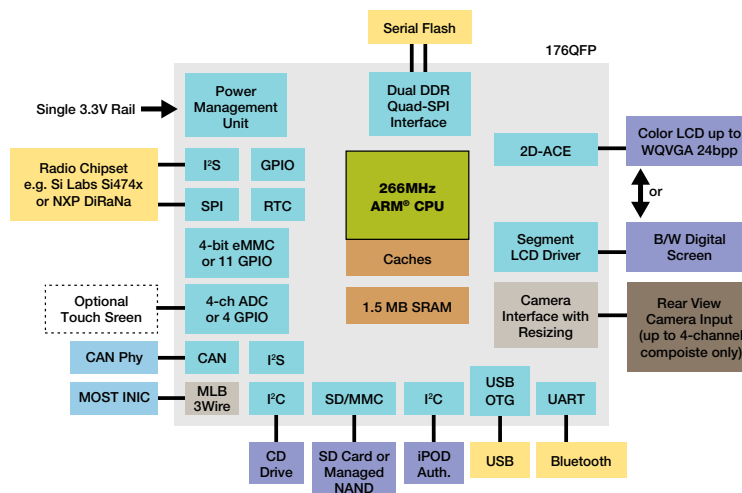 Serial Flash
176QFP
Single 3.3V Rail
Power
Management
Unit
Dual DDR
Quad-SPI
Interface
2D-ACE
Color LCD up to
WQVGA 24bpp
or
Radio Chipset
e.g. Si Labs Si474x
or NXP DiRaNa
I²S
GPIO
SPI
RTC
266MHz
ARM® CPU
Caches
1.5 MB SRAM
4-bit eMMC
or 11 GPIO
Segment
LCD Driver
B/W Digital
Screen
Optional
Touch Sreen
4-ch ADC
or 4 GPIO
Camera
Interface with
Resizing
Rear View
Camera Input
(up to 4-channel
compoiste only)
CAN Phy
CAN
I²S
MOST INIC
MLB
3Wire
I²C
SD/MMC
I²C
USB
OTG
UART
CD
Drive
SD Card or
Managed
NAND
iPOD
Auth.
USB
Bluetooth